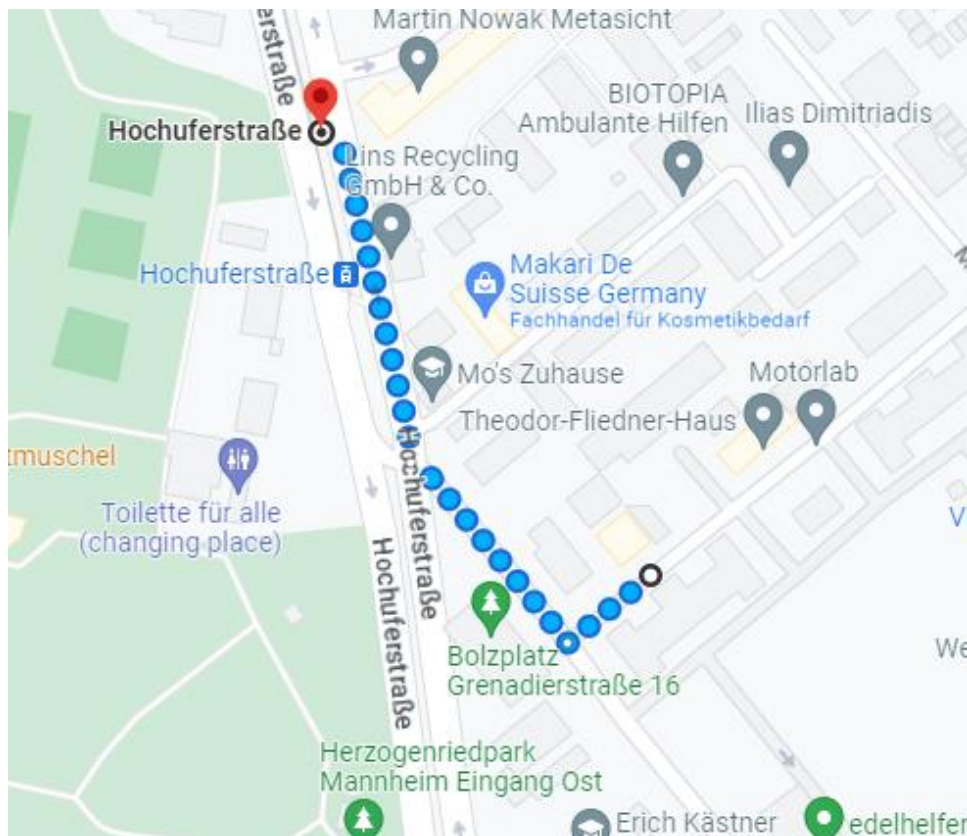 Martin Nowak Metasicht
Hochuferstraße
BIOTOPIA
Ambulante Hilfen
Ilias Dimitriadis
Hochuferstraße
Lins Recycling
GmbH & Co.
Hochuferstraße
Makari De
Suisse Germany
Fachhandel für Kosmetikbedarf
Mo's Zuhause
Motorlab
Theodor-Fliedner-Haus
tmuschel
Hochuferstraße
Toilette für alle
(changing place)
Hochuferstraße
Bolzplatz
Grenadierstraße 16
We
V
Herzogenriedpark
Mannheim Eingang Ost
Erich Kästner
edelhelfer